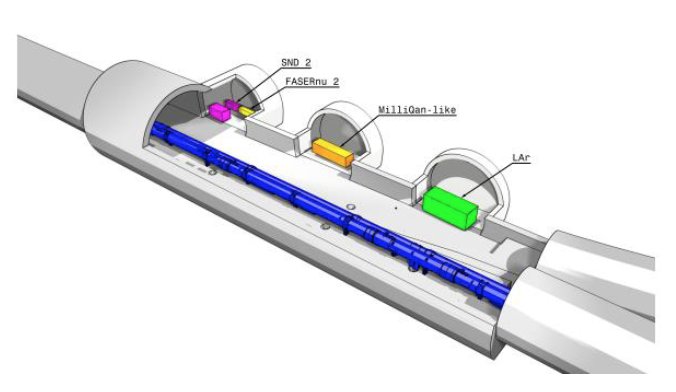 SND 2
FASERnu 2
MilliQan-like
LAr